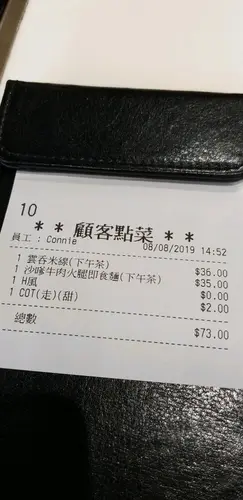 10
** 顧客點菜 **
員工 : Connie 08/08/2019 14:52
1 雲吞米線(下午茶) $36.00
1 沙嗲牛肉火腿即食麵(下午茶) $35.00
1 H風 $0.00
1 COT(走)(甜) $2.00
總數 $73.00